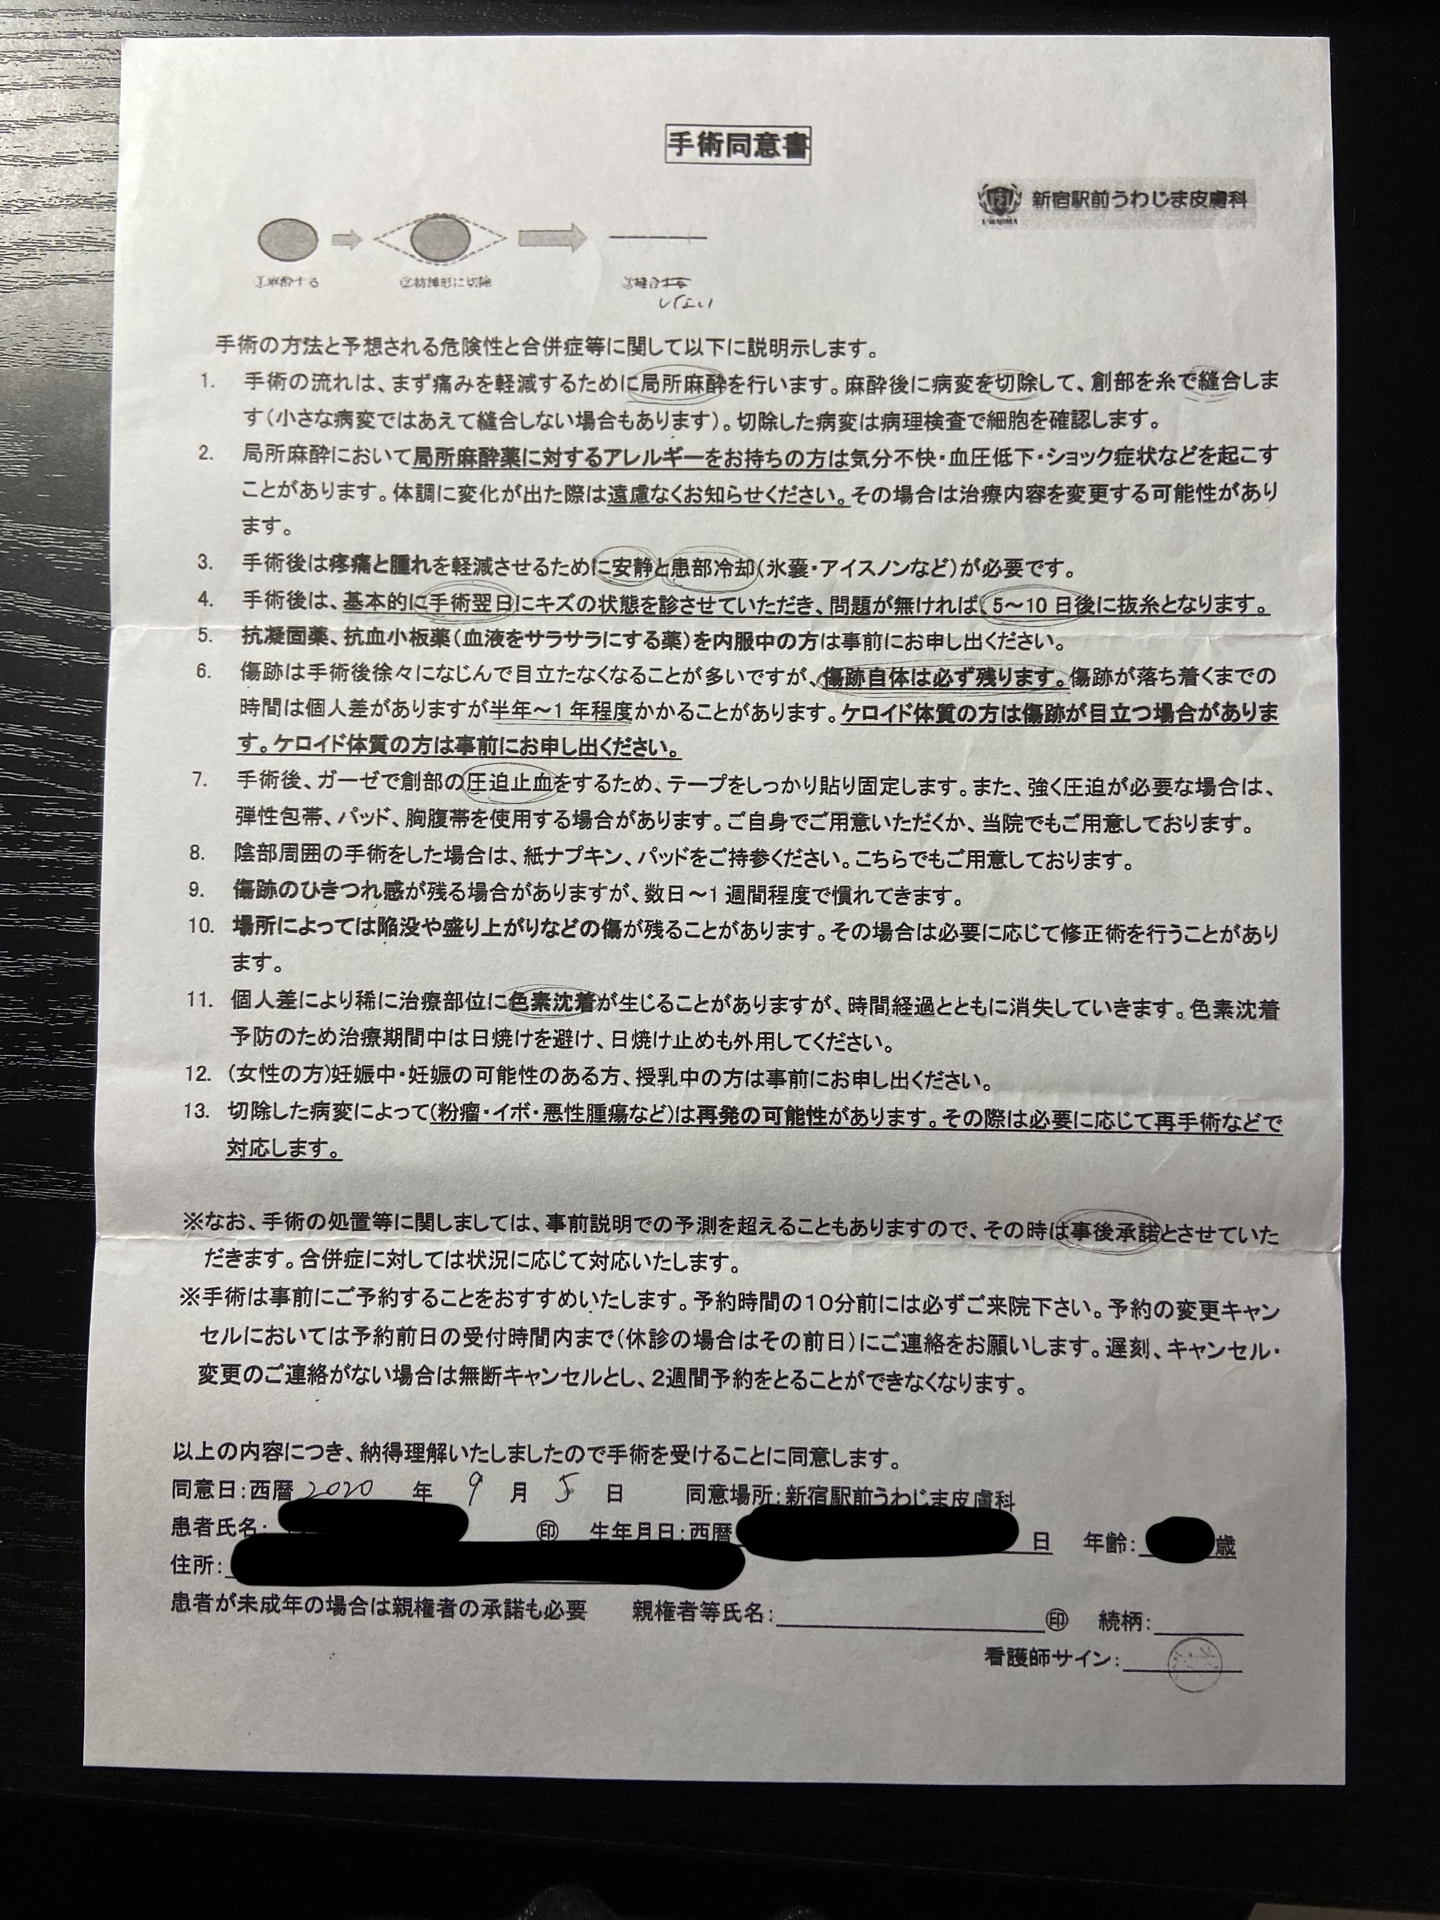 手術同意書
新宿駅前うわじま皮膚科
①麻酔する
②紡錘形に切除
しない
手術の方法と予想される危険性と合併症等に関して以下に説明示します。
1. 手術の流れは、まず痛みを軽減するために局所麻酔を行います。麻酔後に病変を切除して、創部を糸で縫合しま
す(小さな病変ではあえて縫合しない場合もあります)。切除した病変は病理検査で細胞を確認します。
2. 局所麻酔において局所麻酔薬に対するアレルギーをお持ちの方は気分不快・血圧低下・ショック症状などを起こす
ことがあります。体調に変化が出た際は遠慮なくお知らせください。その場合は治療内容を変更する可能性があり
ます。
3. 手術後は疼痛と腫れを軽減させるために安静と患部冷却(氷嚢・アイスノンなど)が必要です。
4. 手術後は、基本的に手術翌日にキズの状態を診させていただき、問題が無ければ、5~10日後に抜糸となります。
5. 抗凝固薬、抗血小板薬(血液をサラサラにする薬)を内服中の方は事前にお申し出ください。
6. 傷跡は手術後徐々になじんで目立たなくなることが多いですが、傷跡自体は必ず残ります。傷跡が落ち着くまでの
時間は個人差がありますが半年~1年程度かかることがあります。ケロイド体質の方は傷跡が目立つ場合がありま
す。ケロイド体質の方は事前にお申し出ください。
7. 手術後、ガーゼで創部の圧迫止血をするため、テープをしっかり貼り固定します。また、強く圧迫が必要な場合は、
弾性包帯、パッド、胸腹帯を使用する場合があります。ご自身でご用意いただくか、当院でもご用意しております。
8. 陰部周囲の手術をした場合は、紙ナプキン、パッドをご持参ください。こちらでもご用意しております。
9. 傷跡のひきつれ感が残る場合がありますが、数日~1週間程度で慣れてきます。
10. 場所によっては陥没や盛り上がりなどの傷が残ることがあります。その場合は必要に応じて修正術を行うことがあり
ます。
11. 個人差により稀に治療部位に色素沈着が生じることがありますが、時間経過とともに消失していきます。色素沈着
予防のため治療期間中は日焼けを避け、日焼け止めも外用してください。
12. (女性の方)妊娠中・妊娠の可能性のある方、授乳中の方は事前にお申し出ください。
13. 切除した病変によって(粉瘤・イボ・悪性腫瘍など)は再発の可能性があります。その際は必要に応じて再手術などで
対応します。
※なお、手術の処置等に関しましては、事前説明での予測を超えることもありますので、その時は事後承諾とさせていた
だきます。合併症に対しては状況に応じて対応いたします。
※手術は事前にご予約することをおすすめいたします。予約時間の10分前には必ずご来院下さい。予約の変更キャン
セルにおいては予約前日の受付時間内まで(休診の場合はその前日)にご連絡をお願いします。遅刻、キャンセル・
変更のご連絡がない場合は無断キャンセルとし、2週間予約をとることができなくなります。
以上の内容につき、納得理解いたしましたので手術を受けることに同意します。
同意日:西暦 2020 年 9 月 5 日 同意場所:新宿駅前うわじま皮膚科
患者氏名: 印 生年月日:西暦 日 年齢: 歳
住所:
患者が未成年の場合は親権者の承諾も必要 親権者等氏名: 印 続柄:
看護師サイン: